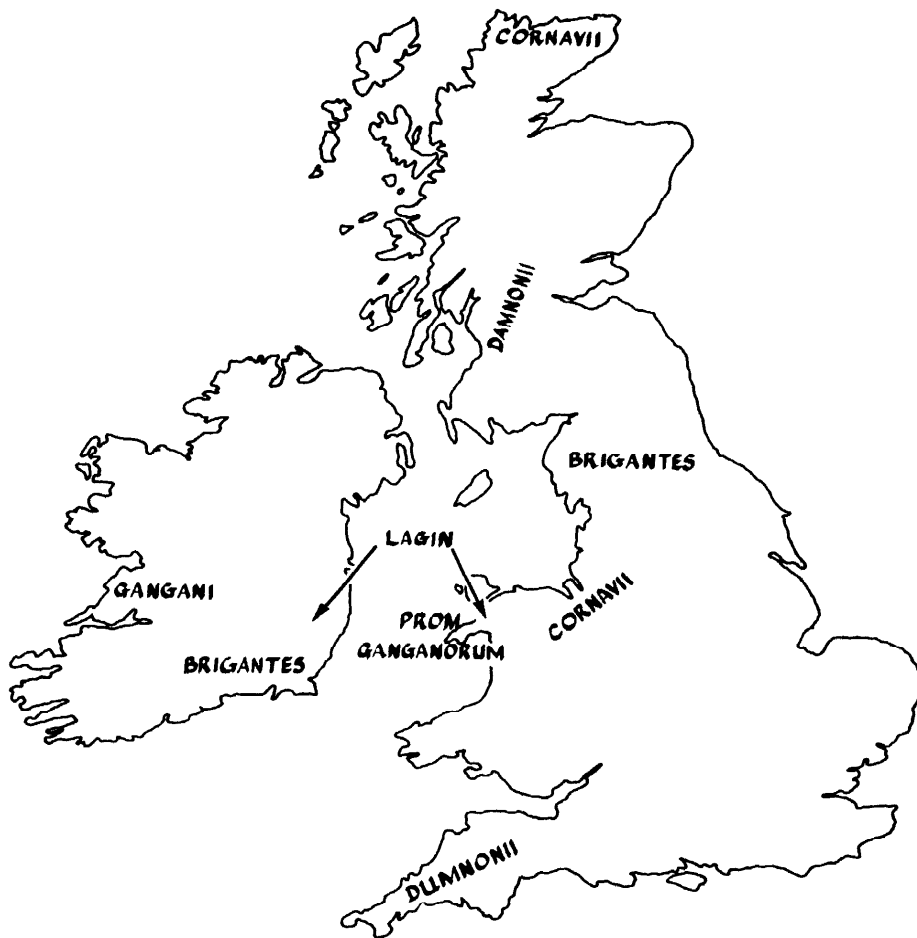 CORNAVII
DAMNONII
BRIGANTES
LAGIN
GANGANI
CORNAVII
PROM
GANGANORUM
BRIGANTES
DUMNONII